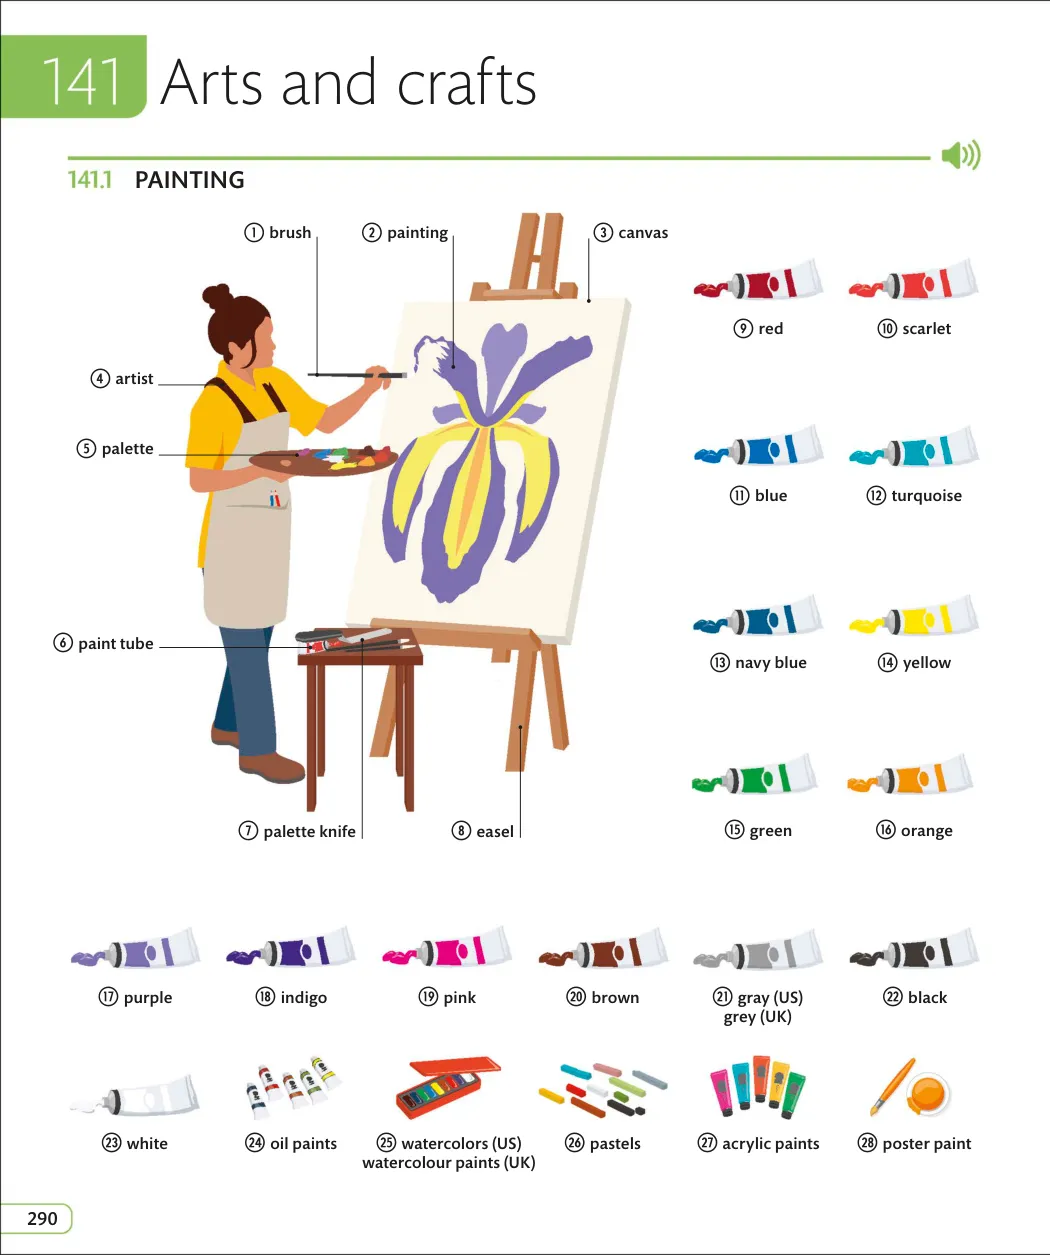 141 Arts and crafts
141.1 PAINTING
① brush
② painting
③ canvas
④ artist
⑤ palette
⑥ paint tube
⑦ palette knife
⑧ easel
⑨ red
⑩ scarlet
⑪ blue
⑫ turquoise
⑬ navy blue
⑭ yellow
⑮ green
⑯ orange
⑰ purple
⑱ indigo
⑲ pink
⑳ brown
㉑ gray (US)
grey (UK)
㉒ black
㉓ white
㉔ oil paints
㉕ watercolors (US)
watercolour paints (UK)
㉖ pastels
㉗ acrylic paints
㉘ poster paint
290